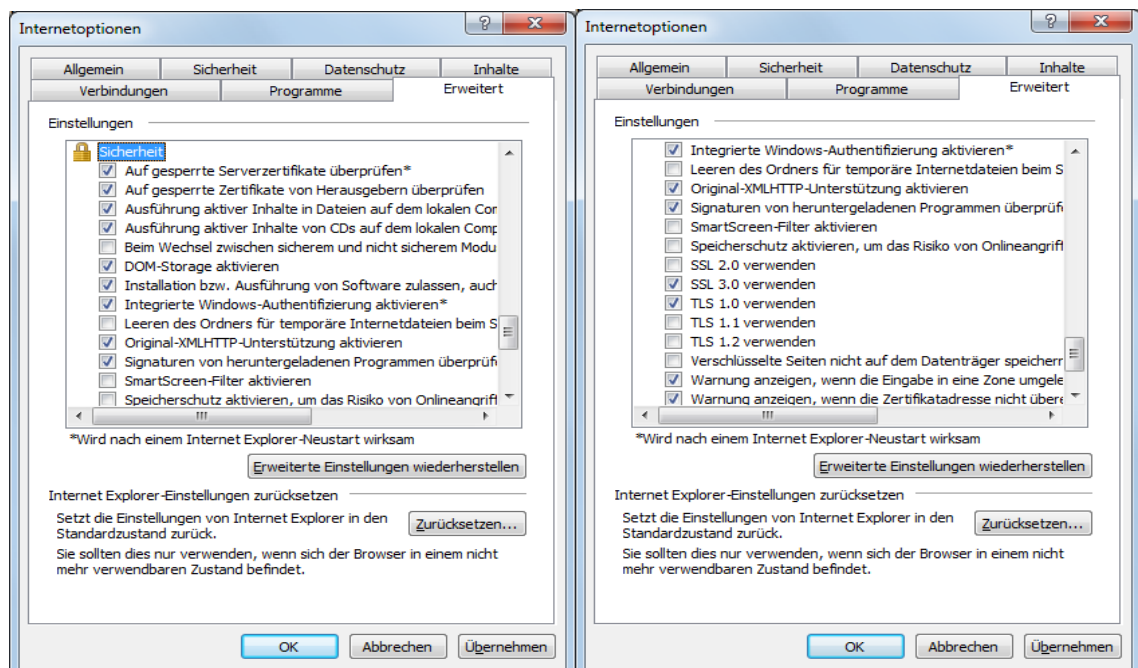 Internetoptionen
Allgemein Sicherheit Datenschutz Inhalte
Verbindungen Programme Erweitert
Einstellungen
Sicherheit
Auf gesperrte Serverzertifikate überprüfen*
Auf gesperrte Zertifikate von Herausgebern überprüfen
Ausführung aktiver Inhalte in Dateien auf dem lokalen Con
Ausführung aktiver Inhalte von CDs auf dem lokalen Comp
Beim Wechsel zwischen sicherem und nicht sicherem Modu
DOM-Storage aktivieren
Installation bzw. Ausführung von Software zulassen, auch
Integrierte Windows-Authentifizierung aktivieren*
Leeren des Ordners für temporäre Internetdateien beim S
Original-XMLHTTP-Unterstützung aktivieren
Signaturen von heruntergeladenen Programmen überprüfe
SmartScreen-Filter aktivieren
Speicherschutz aktivieren, um das Risiko von Onlineangriff
*Wird nach einem Internet Explorer-Neustart wirksam
Erweiterte Einstellungen wiederherstellen
Internet Explorer-Einstellungen zurücksetzen
Setzt die Einstellungen von Internet Explorer in den
Standardzustand zurück.
Zurücksetzen...
Sie sollten dies nur verwenden, wenn sich der Browser in einem nicht
mehr verwendbaren Zustand befindet.
OK Abbrechen Übernehmen
Internetoptionen
Allgemein Sicherheit Datenschutz Inhalte
Verbindungen Programme Erweitert
Einstellungen
Integrierte Windows-Authentifizierung aktivieren*
Leeren des Ordners für temporäre Internetdateien beim S
Original-XMLHTTP-Unterstützung aktivieren
Signaturen von heruntergeladenen Programmen überprüfe
SmartScreen-Filter aktivieren
Speicherschutz aktivieren, um das Risiko von Onlineangriff
SSL 2.0 verwenden
SSL 3.0 verwenden
TLS 1.0 verwenden
TLS 1.1 verwenden
TLS 1.2 verwenden
Verschlüsselte Seiten nicht auf dem Datenträger speichern
Warnung anzeigen, wenn die Eingabe in eine Zone umgele
Warnung anzeigen, wenn die Zertifikatadresse nicht übere
*Wird nach einem Internet Explorer-Neustart wirksam
Erweiterte Einstellungen wiederherstellen
Internet Explorer-Einstellungen zurücksetzen
Setzt die Einstellungen von Internet Explorer in den
Standardzustand zurück.
Zurücksetzen...
Sie sollten dies nur verwenden, wenn sich der Browser in einem nicht
mehr verwendbaren Zustand befindet.
OK Abbrechen Übernehmen